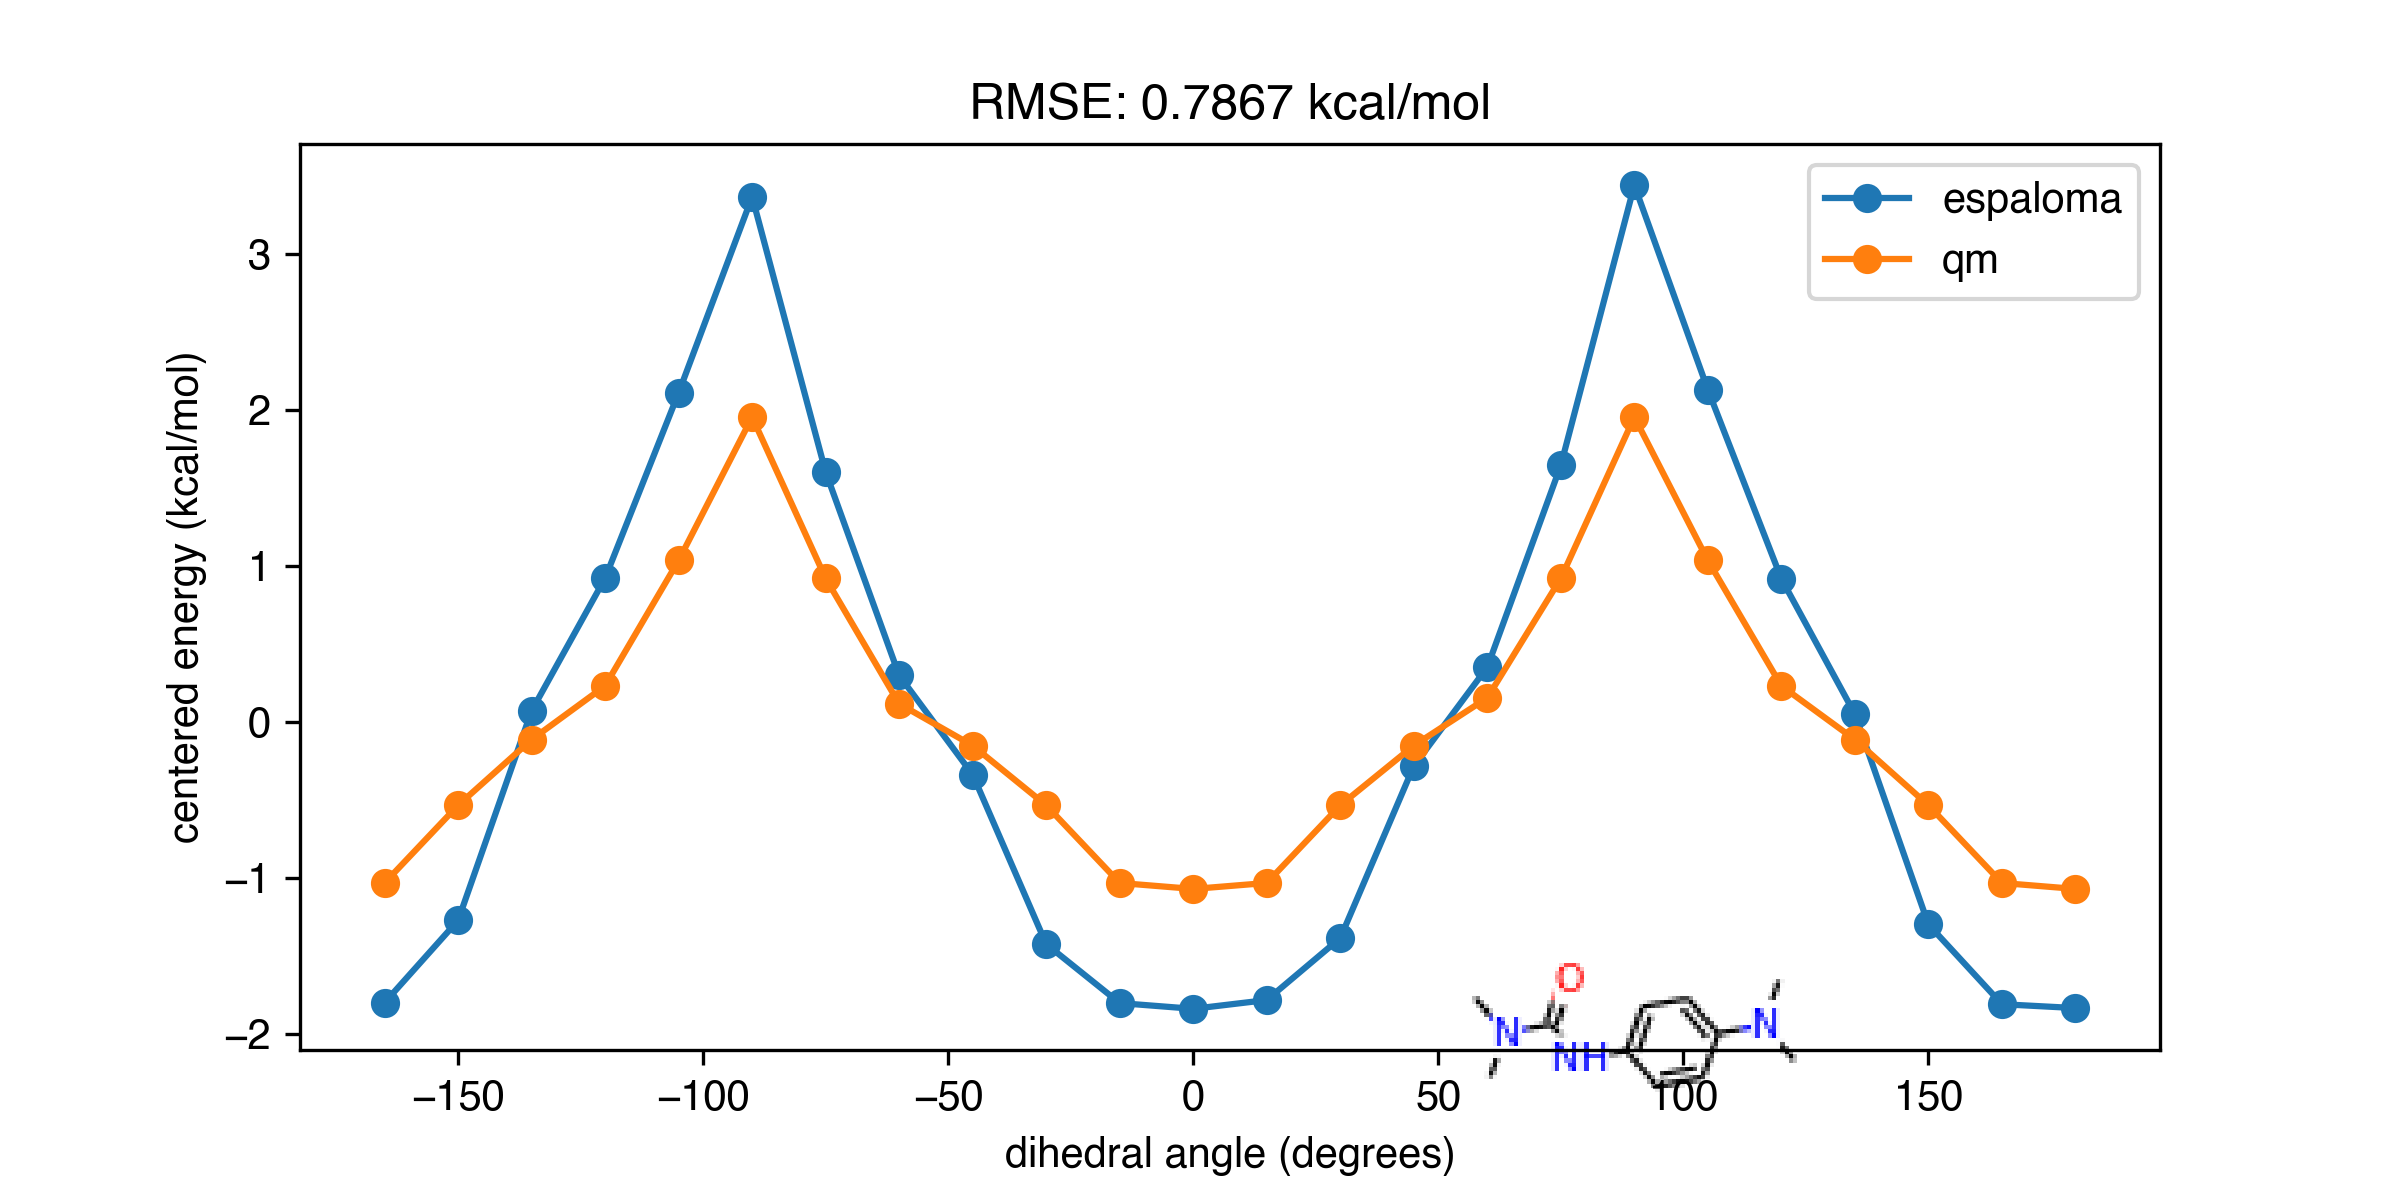 RMSE: 0.7867 kcal/mol
espaloma
qm
centered energy (kcal/mol)
3
2
1
0
−1
−2
O
N
NH
N
−150 −100 −50 0 50 100 150
dihedral angle (degrees)